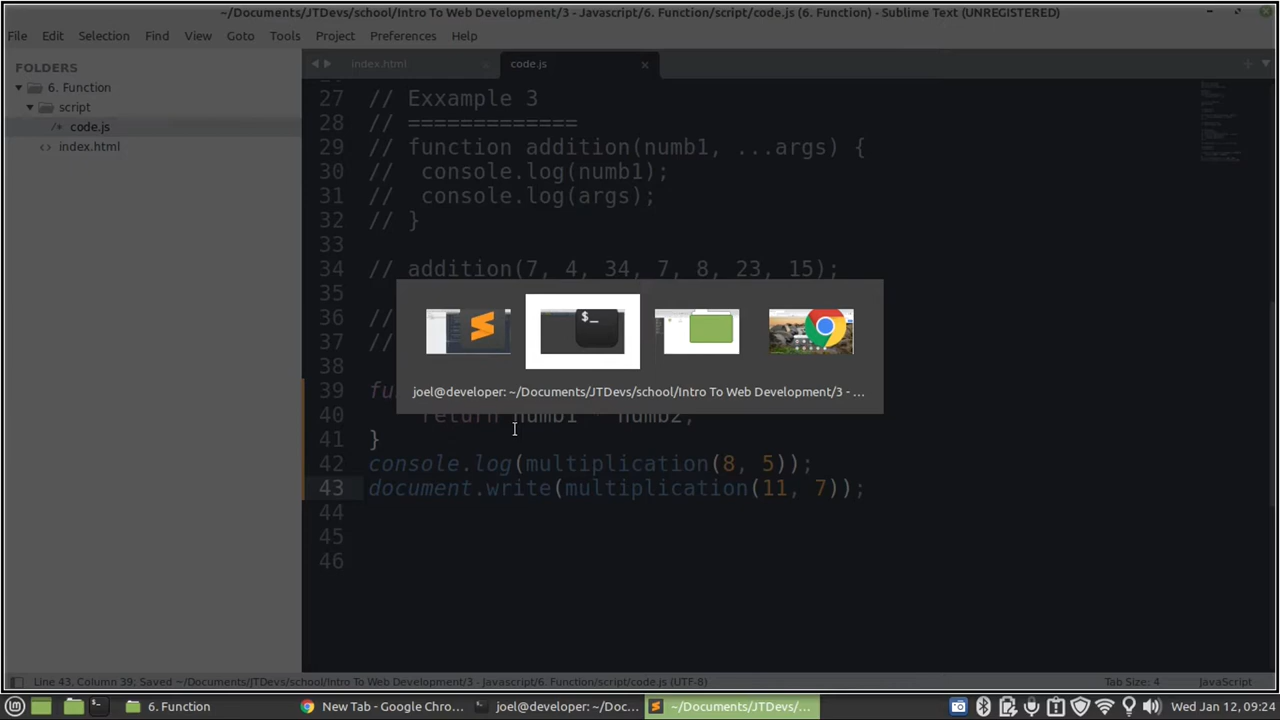 ~/Documents/JTDevs/school/Intro To Web Development/3 - Javascript/6. Function/script/code.js (6. Function) - Sublime Text (UNREGISTERED)
File Edit Selection Find View Goto Tools Project Preferences Help
FOLDERS
6. Function
script
code.js
index.html
index.html
code.js
27 // Exxample 3
28 // =============
29 // function addition(numb1, ...args) {
30 // console.log(numb1);
31 // console.log(args);
32 // }
33
34 // addition(7, 4, 34, 7, 8, 23, 15);
35
36 //
37 //
38
39
40 return numb1 * numb2;
41 }
42 console.log(multiplication(8, 5));
43 document.write(multiplication(11, 7));
44
45
46
$_
joel@developer: ~/Documents/JTDevs/school/Intro To Web Development/3 - ...
Line 43, Column 39; Saved ~/Documents/JTDevs/school/Intro To Web Development/3 - Javascript/6. Function/script/code.js (UTF-8)
Tab Size: 4
JavaScript
6. Function
New Tab - Google Chro...
joel@developer: ~/Doc...
~/Documents/JTDevs/...
Wed Jan 12, 09:24